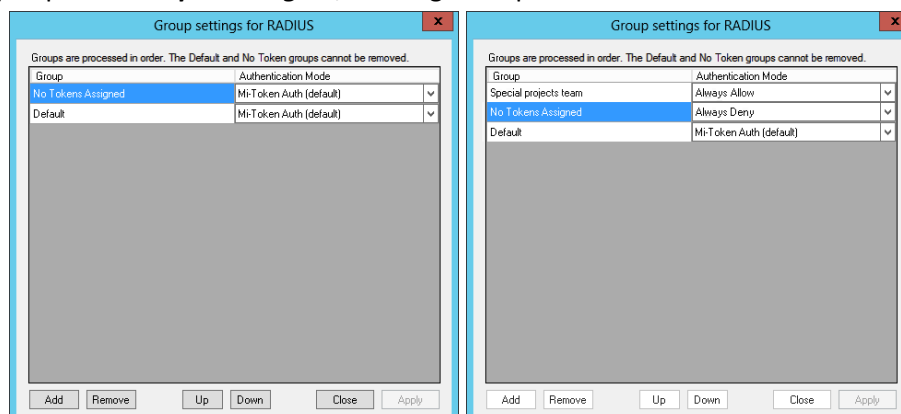 Group settings for RADIUS
x
Groups are processed in order. The Default and No Token groups cannot be removed.
Group Authentication Mode
No Tokens Assigned Mi-Token Auth (default)
Default Mi-Token Auth (default)
Add Remove Up Down Close Apply
Group settings for RADIUS
x
Groups are processed in order. The Default and No Token groups cannot be removed.
Group Authentication Mode
Special projects team Always Allow
No Tokens Assigned Always Deny
Default Mi-Token Auth (default)
Add Remove Up Down Close Apply